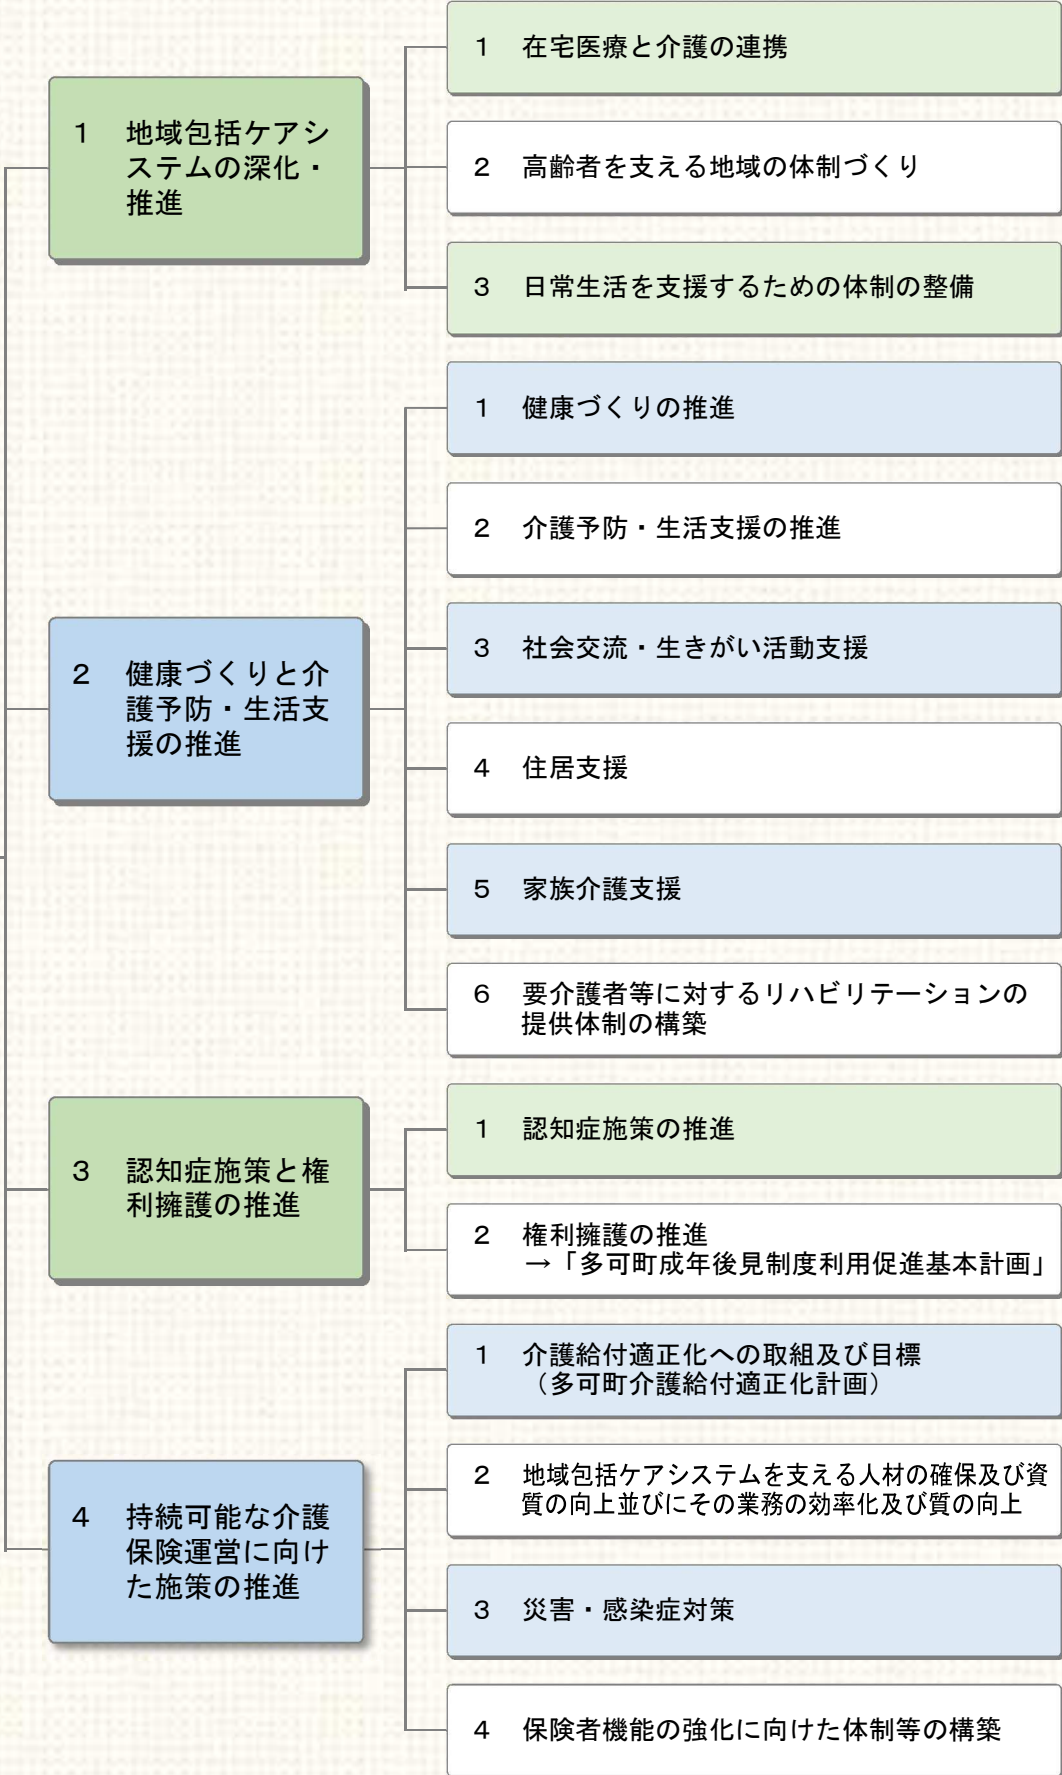 1 地域包括ケアシ
ステムの深化・
推進
1 在宅医療と介護の連携
2 高齢者を支える地域の体制づくり
3 日常生活を支援するための体制の整備
2 健康づくりと介
護予防・生活支
援の推進
1 健康づくりの推進
2 介護予防・生活支援の推進
3 社会交流・生きがい活動支援
4 住居支援
5 家族介護支援
6 要介護者等に対するリハビリテーションの
提供体制の構築
3 認知症施策と権
利擁護の推進
1 認知症施策の推進
2 権利擁護の推進
→「多可町成年後見制度利用促進基本計画」
4 持続可能な介護
保険運営に向け
た施策の推進
1 介護給付適正化への取組及び目標
（多可町介護給付適正化計画）
2 地域包括ケアシステムを支える人材の確保及び資
質の向上並びにその業務の効率化及び質の向上
3 災害・感染症対策
4 保険者機能の強化に向けた体制等の構築